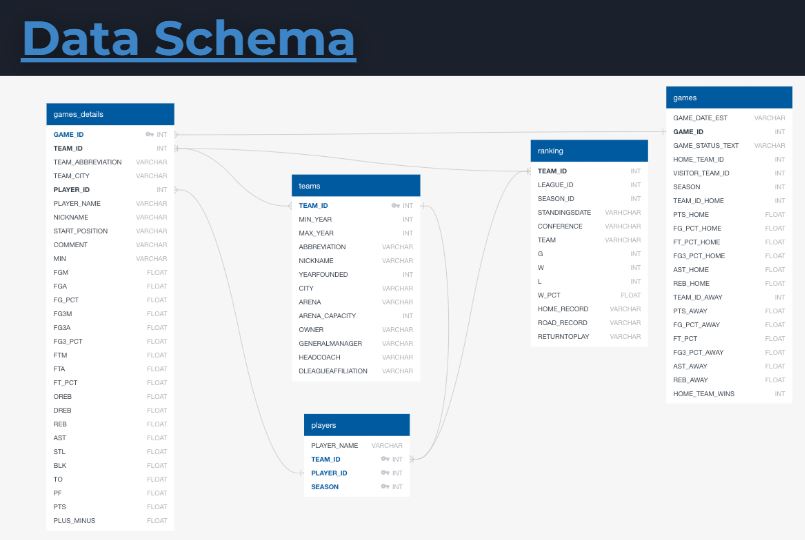 Data Schema
games_details
GAME_ID INT
TEAM_ID INT
TEAM_ABBREVIATION VARCHAR
TEAM_CITY VARCHAR
PLAYER_ID INT
PLAYER_NAME VARCHAR
NICKNAME VARCHAR
START_POSITION VARCHAR
COMMENT VARCHAR
MIN VARCHAR
FGM FLOAT
FGA FLOAT
FG_PCT FLOAT
FG3M FLOAT
FG3A FLOAT
FG3_PCT FLOAT
FTM FLOAT
FTA FLOAT
FT_PCT FLOAT
OREB FLOAT
DREB FLOAT
REB FLOAT
AST FLOAT
STL FLOAT
BLK FLOAT
TO FLOAT
PF FLOAT
PTS FLOAT
PLUS_MINUS FLOAT
teams
TEAM_ID INT
MIN_YEAR INT
MAX_YEAR INT
ABBREVIATION VARCHAR
NICKNAME VARCHAR
YEARFOUNDED INT
CITY VARCHAR
ARENA VARCHAR
ARENA_CAPACITY INT
OWNER VARCHAR
GENERALMANAGER VARCHAR
HEADCOACH VARCHAR
DLEAGUEAFFILIATION VARCHAR
players
PLAYER_NAME VARCHAR
TEAM_ID INT
PLAYER_ID INT
SEASON INT
ranking
TEAM_ID INT
LEAGUE_ID INT
SEASON_ID INT
STANDINGSDATE VARHCHAR
CONFERENCE VARHCHAR
TEAM VARHCHAR
G INT
W INT
L INT
W_PCT FLOAT
HOME_RECORD VARCHAR
ROAD_RECORD VARCHAR
RETURNTOPLAY VARCHAR
games
GAME_DATE_EST VARCHAR
GAME_ID INT
GAME_STATUS_TEXT VARCHAR
HOME_TEAM_ID INT
VISITOR_TEAM_ID INT
SEASON INT
TEAM_ID_HOME INT
PTS_HOME FLOAT
FG_PCT_HOME FLOAT
FT_PCT_HOME FLOAT
FG3_PCT_HOME FLOAT
AST_HOME FLOAT
REB_HOME FLOAT
TEAM_ID_AWAY INT
PTS_AWAY FLOAT
FG_PCT_AWAY FLOAT
FT_PCT FLOAT
FG3_PCT_AWAY FLOAT
AST_AWAY FLOAT
REB_AWAY FLOAT
HOME_TEAM_WINS INT